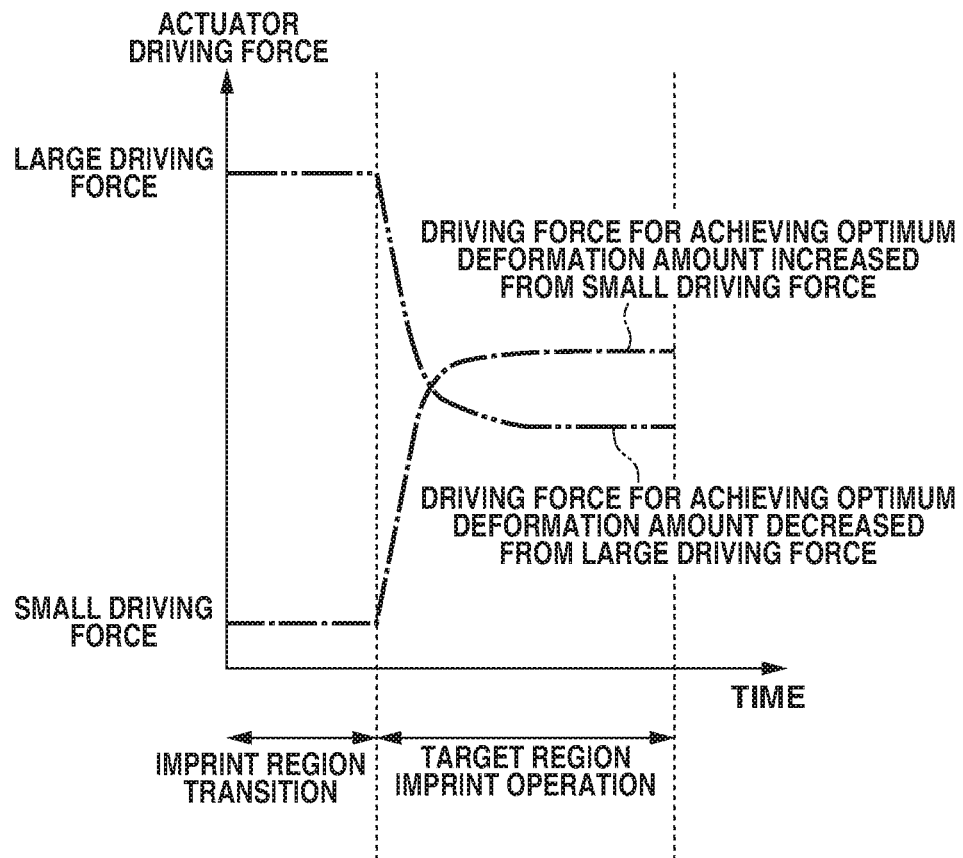 ACTUATOR
DRIVING FORCE
LARGE DRIVING
FORCE
DRIVING FORCE FOR ACHIEVING OPTIMUM
DEFORMATION AMOUNT INCREASED
FROM SMALL DRIVING FORCE
DRIVING FORCE FOR ACHIEVING OPTIMUM
DEFORMATION AMOUNT DECREASED
FROM LARGE DRIVING FORCE
SMALL DRIVING
FORCE
TIME
IMPRINT REGION
TRANSITION
TARGET REGION
IMPRINT OPERATION